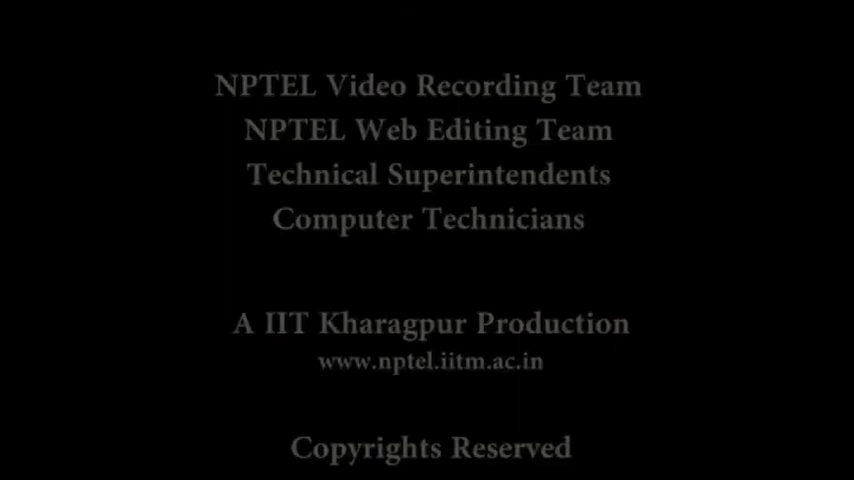 NPTEL Video Recording Team
NPTEL Web Editing Team
Technical Superintendents
Computer Technicians
A IIT Kharagpur Production
www.nptel.iitm.ac.in
Copyrights Reserved